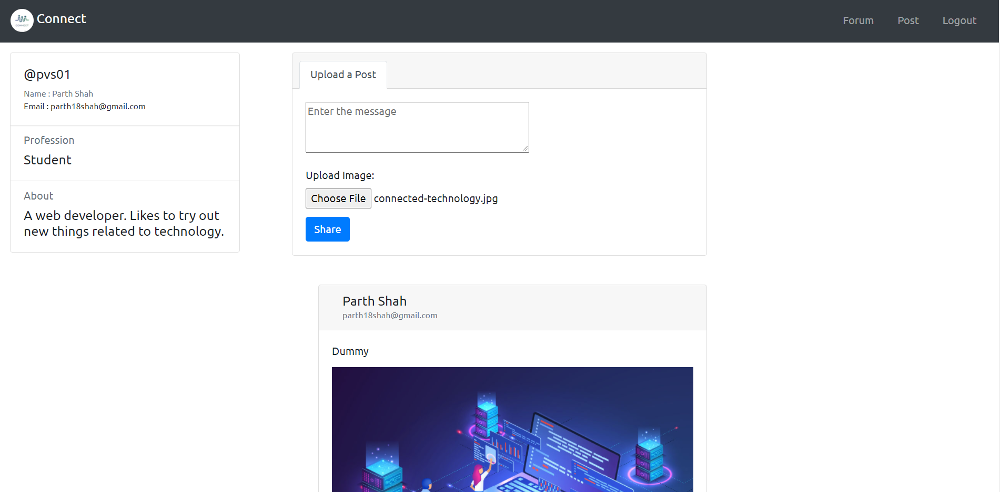 Connect
Forum
Post
Logout
@pvs01
Name : Parth Shah
Email : parth18shah@gmail.com
Profession
Student
About
A web developer. Likes to try out
new things related to technology.
Upload a Post
Enter the message
Upload Image:
Choose File connected-technology.jpg
Share
Parth Shah
parth18shah@gmail.com
Dummy